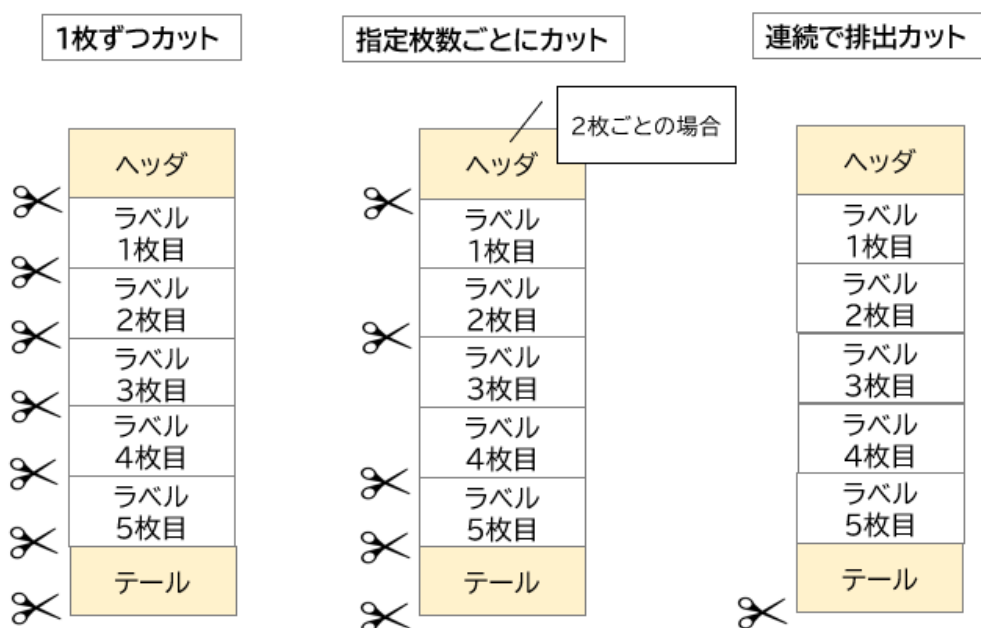 1枚ずつカット
指定枚数ごとにカット
連続で排出カット
2枚ごとの場合
ヘッダ
ラベル
1枚目
ラベル
2枚目
ラベル
3枚目
ラベル
4枚目
ラベル
5枚目
テール
ヘッダ
ラベル
1枚目
ラベル
2枚目
ラベル
3枚目
ラベル
4枚目
ラベル
5枚目
テール
ヘッダ
ラベル
1枚目
ラベル
2枚目
ラベル
3枚目
ラベル
4枚目
ラベル
5枚目
テール